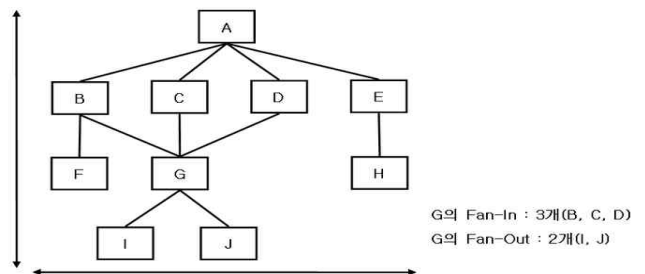 A
B C D E
F G H
I J
G의 Fan-In : 3개(B, C, D)
G의 Fan-Out : 2개(I, J)